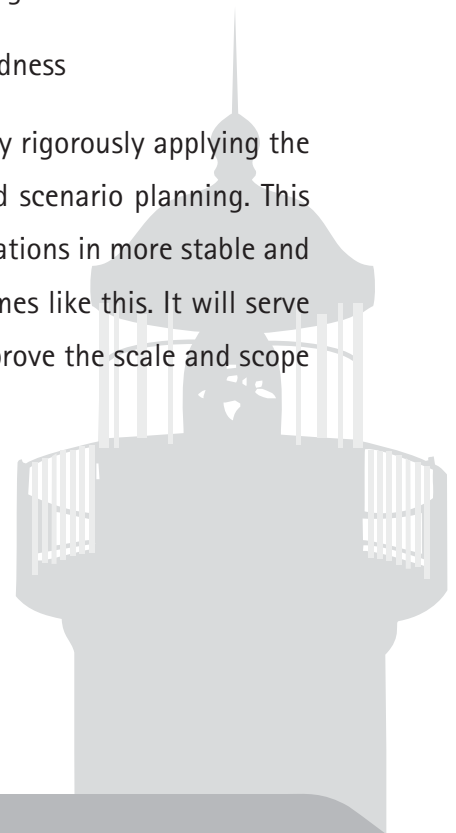 dness
y rigorously applying the
d scenario planning. This
ations in more stable and
mes like this. It will serve
prove the scale and scope